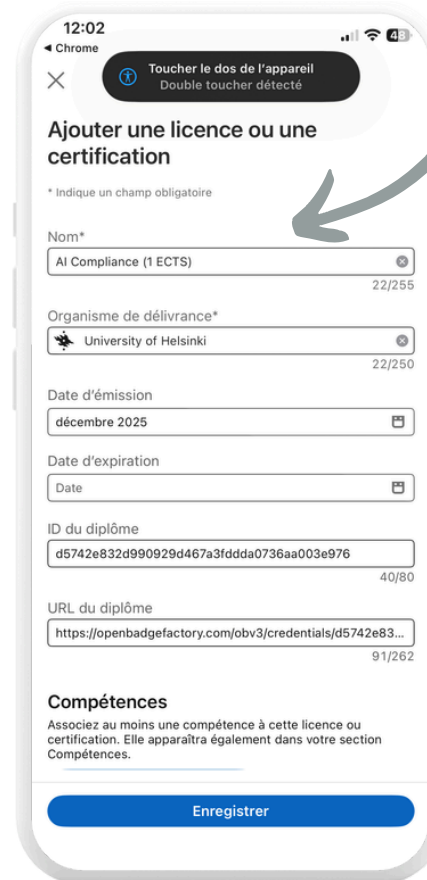 12:02
48
◀ Chrome
Toucher le dos de l'appareil
Double toucher détecté
Ajouter une licence ou une
certification
* Indique un champ obligatoire
Nom*
AI Compliance (1 ECTS)
22/255
Organisme de délivrance*
University of Helsinki
22/250
Date d'émission
décembre 2025
Date d'expiration
Date
ID du diplôme
d5742e832d990929d467a3fddda0736aa003e976
40/80
URL du diplôme
https://openbadgefactory.com/obv3/credentials/d5742e83...
91/262
Compétences
Associez au moins une compétence à cette licence ou
certification. Elle apparaîtra également dans votre section
Compétences.
Enregistrer